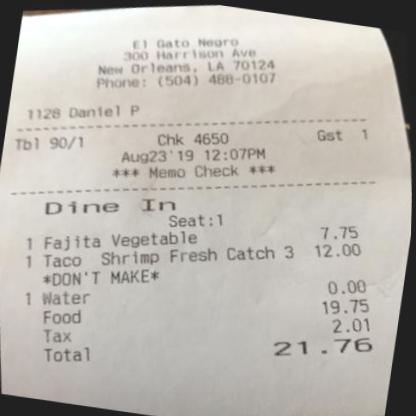 El Gato Negro
300 Harrison Ave
New Orleans, LA 70124
Phone: (504) 488-0107
1128 Daniel P
Tbl 90/1 Chk 4650 Gst 1
Aug23'19 12:07PM
*** Memo Check ***
Dine In
Seat:1
1 Fajita Vegetable 7.75
1 Taco Shrimp Fresh Catch 3 12.00
*DON'T MAKE*
1 Water 0.00
Food 19.75
Tax 2.01
Total 21.76